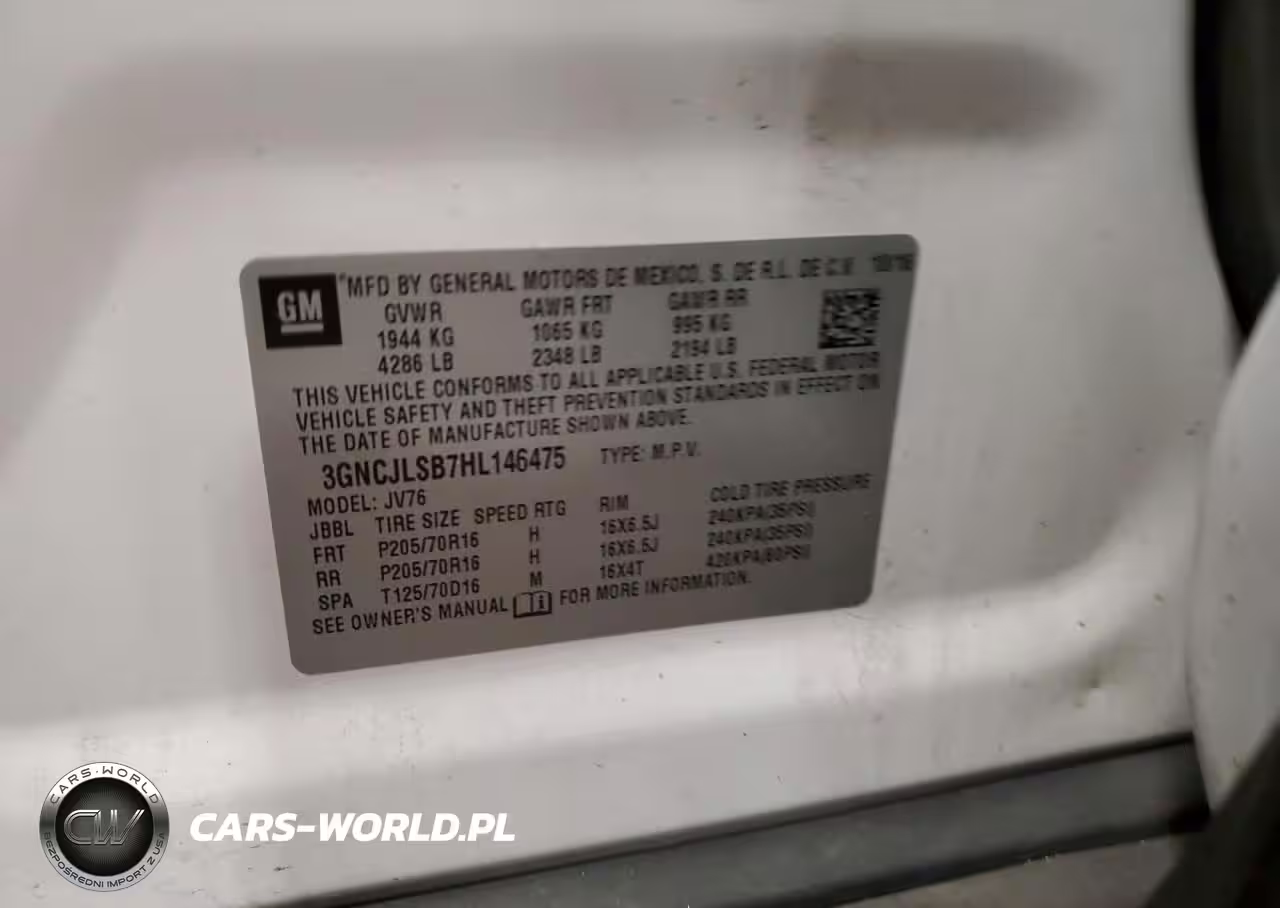 GM
®MFD BY GENERAL MOTORS DE MEXICO, S. DE R.L. DE C.V. 10/16
GVWR GAWR FRT GAWR RR
1944 KG 1065 KG 995 KG
4286 LB 2348 LB 2194 LB
THIS VEHICLE CONFORMS TO ALL APPLICABLE U.S. FEDERAL MOTOR
VEHICLE SAFETY AND THEFT PREVENTION STANDARDS IN EFFECT ON
THE DATE OF MANUFACTURE SHOWN ABOVE.
3GNCJLSB7HL146475 TYPE: M.P.V.
MODEL: JV76
JBBL TIRE SIZE SPEED RTG RIM COLD TIRE PRESSURE
FRT P205/70R16 H 16X6.5J 240KPA(35PSI)
RR P205/70R16 H 16X6.5J 240KPA(35PSI)
SPA T125/70D16 M 16X4T 420KPA(60PSI)
SEE OWNER'S MANUAL FOR MORE INFORMATION.
CARS-WORLD
CW
BEZPOŚREDNI IMPORT Z USA
CARS-WORLD.PL